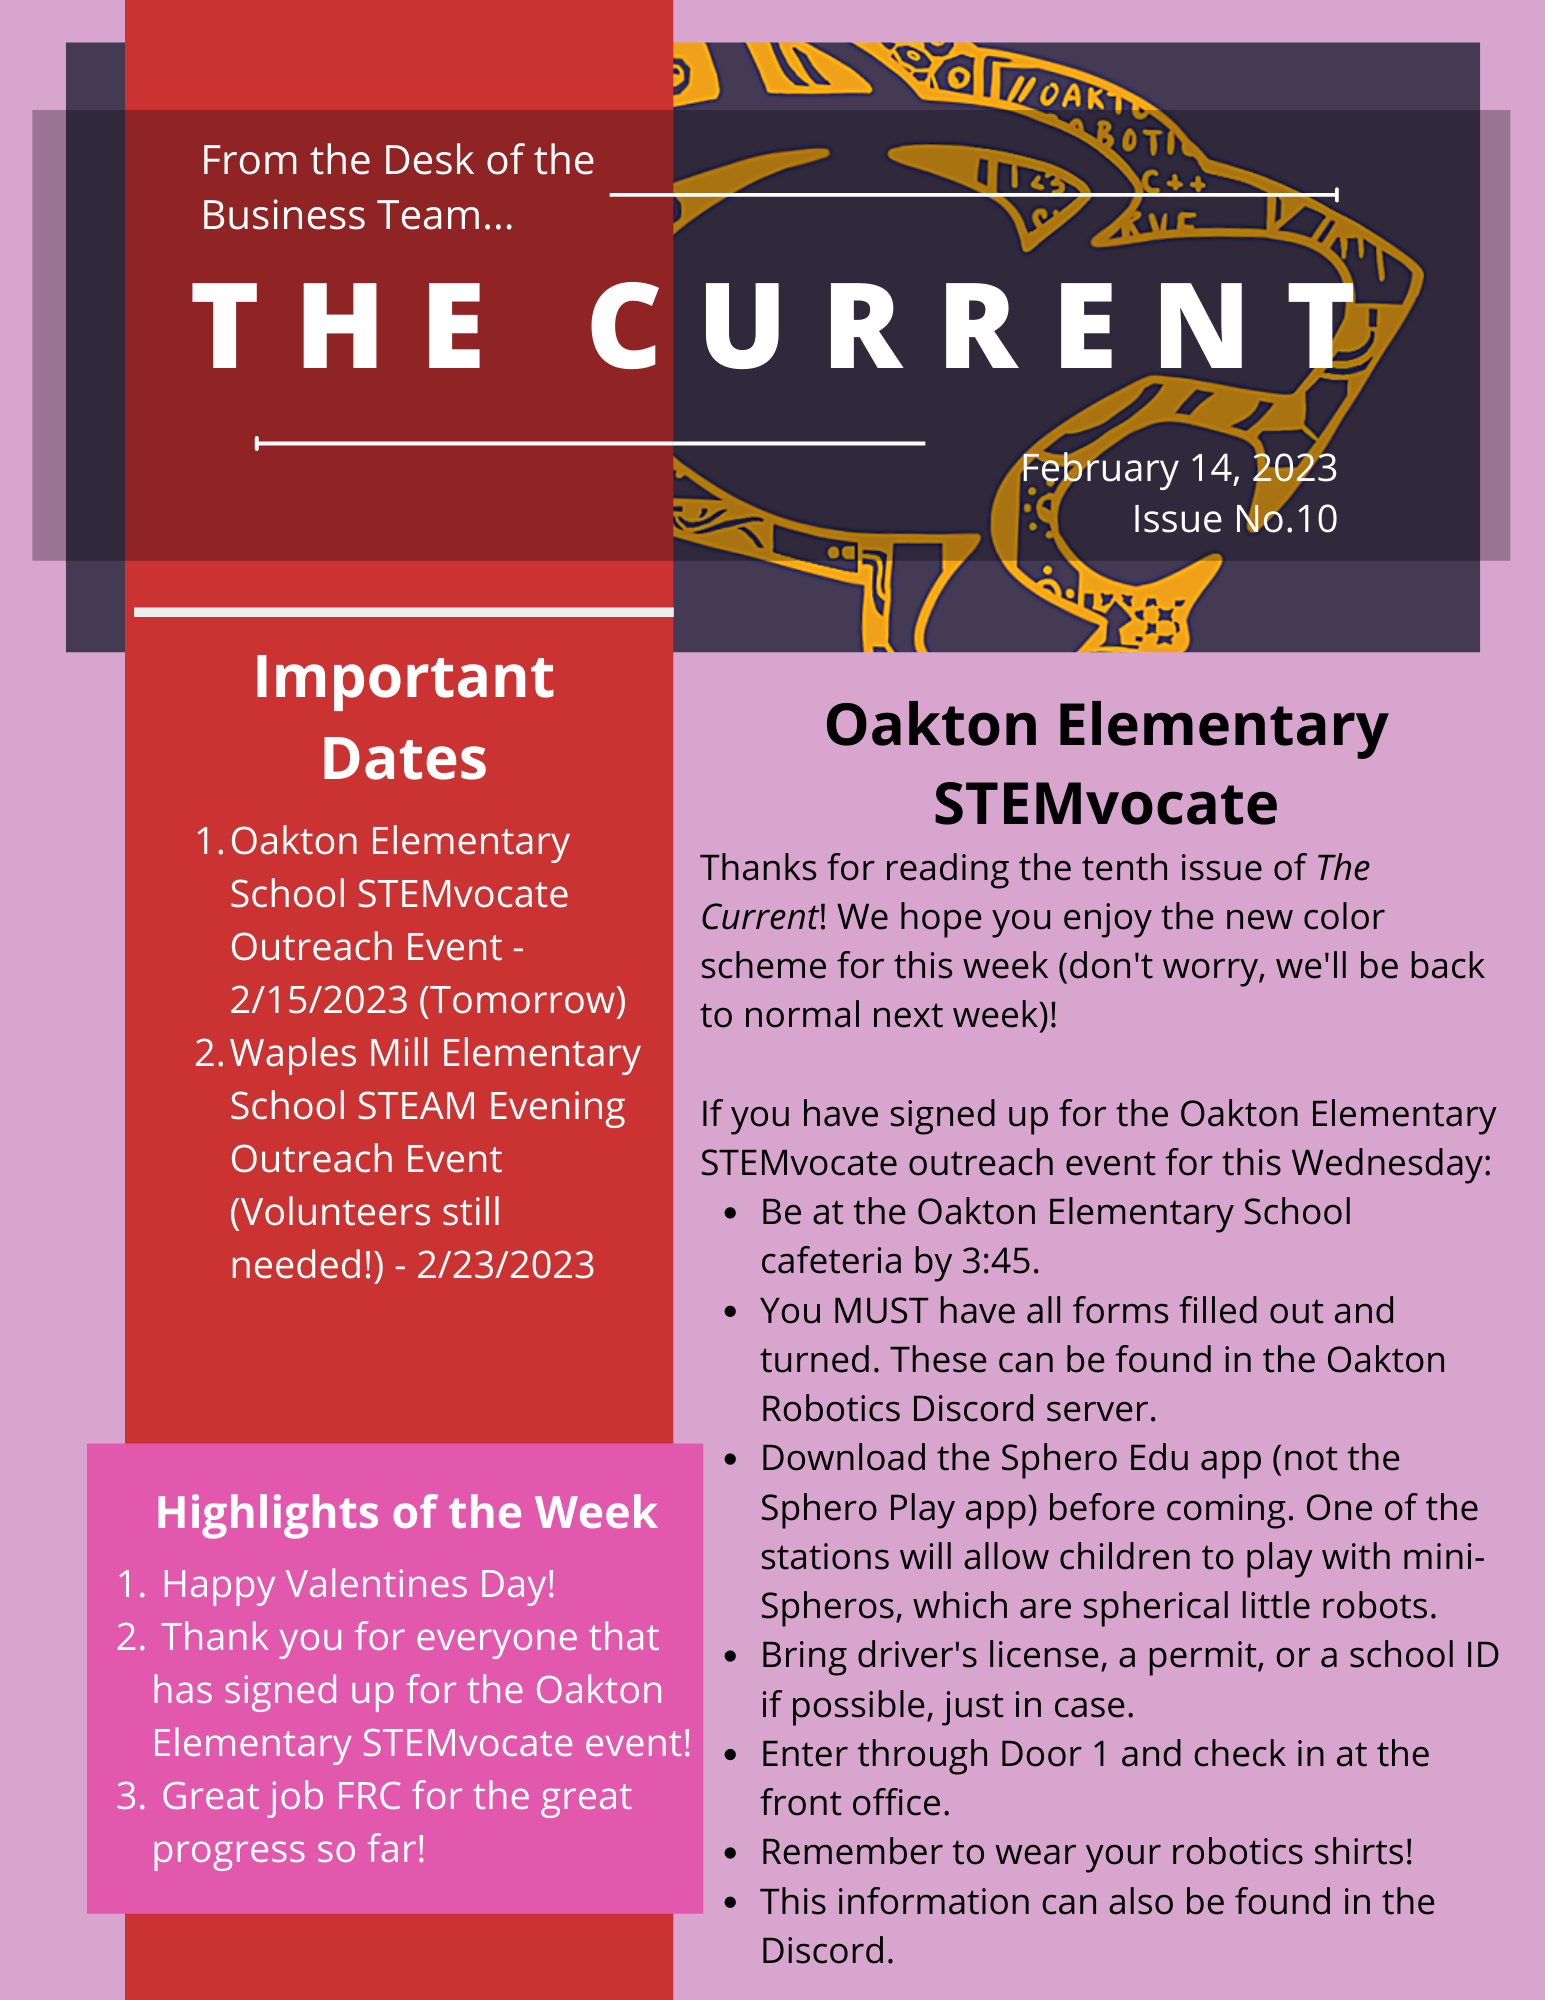 //OAKTO
ROBOTIC
C++
123
From the Desk of the
Business Team...
THE CURRENT
February 14, 2023
Issue No.10
Important
Dates
1. Oakton Elementary
School STEMvocate
Outreach Event -
2/15/2023 (Tomorrow)
2. Waples Mill Elementary
School STEAM Evening
Outreach Event
(Volunteers still
needed!) - 2/23/2023
Highlights of the Week
1. Happy Valentines Day!
2. Thank you for everyone that
has signed up for the Oakton
Elementary STEMvocate event!
3. Great job FRC for the great
progress so far!
Oakton Elementary
STEMvocate
Thanks for reading the tenth issue of The
Current! We hope you enjoy the new color
scheme for this week (don't worry, we'll be back
to normal next week)!
If you have signed up for the Oakton Elementary
STEMvocate outreach event for this Wednesday:
• Be at the Oakton Elementary School
cafeteria by 3:45.
• You MUST have all forms filled out and
turned. These can be found in the Oakton
Robotics Discord server.
• Download the Sphero Edu app (not the
Sphero Play app) before coming. One of the
stations will allow children to play with mini-
Spheros, which are spherical little robots.
• Bring driver's license, a permit, or a school ID
if possible, just in case.
• Enter through Door 1 and check in at the
front office.
• Remember to wear your robotics shirts!
• This information can also be found in the
Discord.